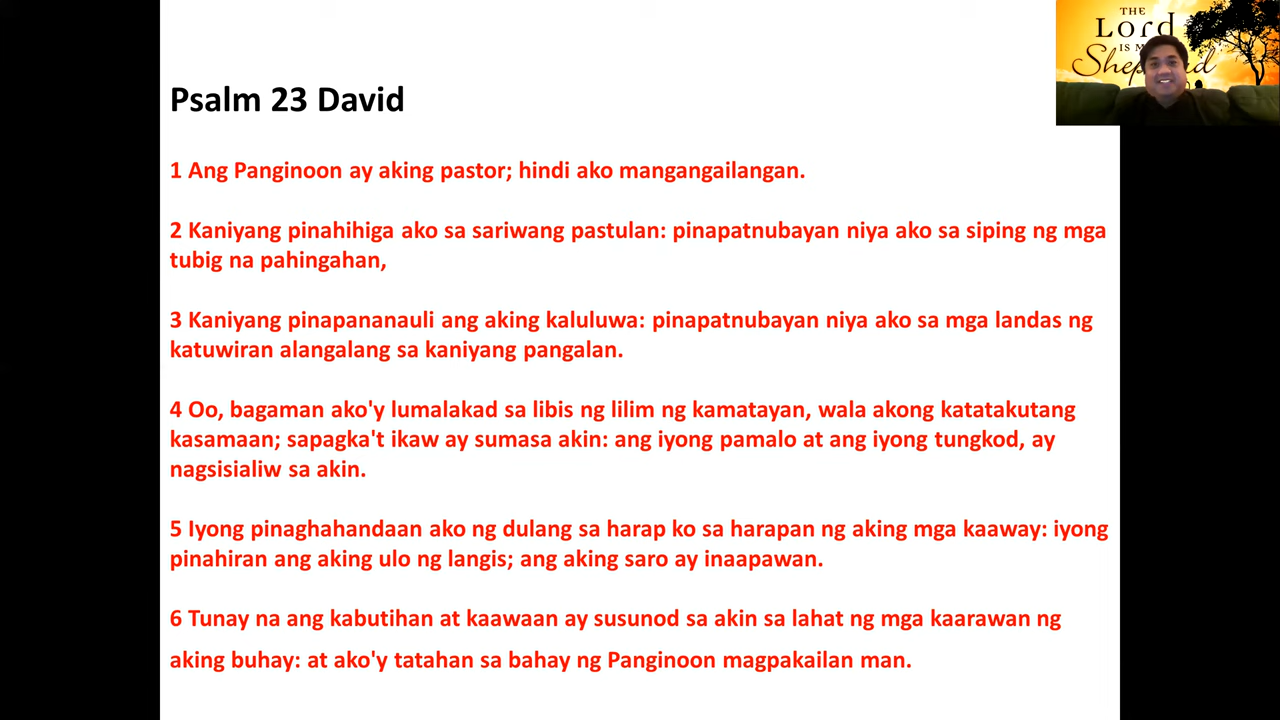 THE
Lord
IS M
Sheph d
Psalm 23 David
1 Ang Panginoon ay aking pastor; hindi ako mangangailangan.
2 Kaniyang pinahihiga ako sa sariwang pastulan: pinapatnubayan niya ako sa siping ng mga
tubig na pahingahan,
3 Kaniyang pinapananauli ang aking kaluluwa: pinapatnubayan niya ako sa mga landas ng
katuwiran alangalang sa kaniyang pangalan.
4 Oo, bagaman ako'y lumalakad sa libis ng lilim ng kamatayan, wala akong katatakutang
kasamaan; sapagka't ikaw ay sumasa akin: ang iyong pamalo at ang iyong tungkod, ay
nagsisialiw sa akin.
5 Iyong pinaghahandaan ako ng dulang sa harap ko sa harapan ng aking mga kaaway: iyong
pinahiran ang aking ulo ng langis; ang aking saro ay inaapawan.
6 Tunay na ang kabutihan at kaawaan ay susunod sa akin sa lahat ng mga kaarawan ng
aking buhay: at ako'y tatahan sa bahay ng Panginoon magpakailan man.